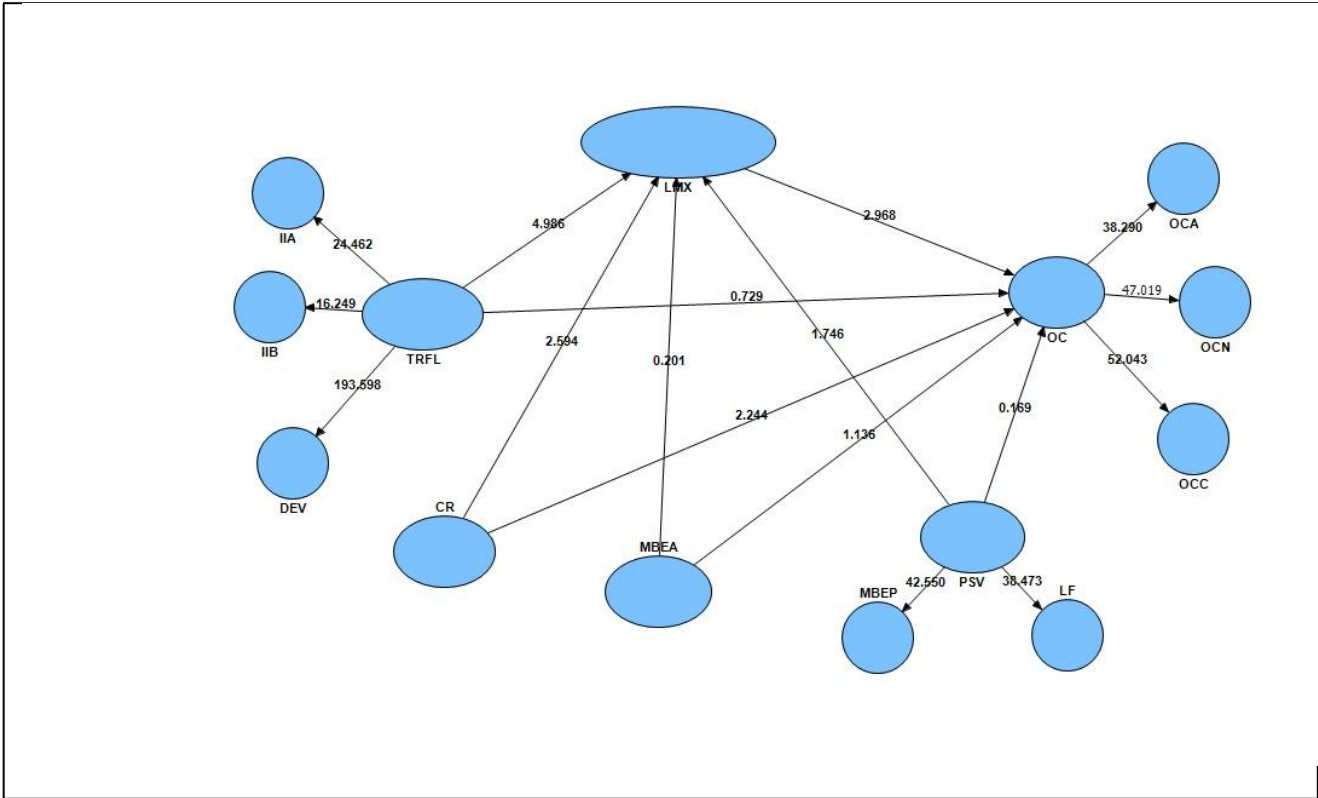 LMX
OCA
IIA
4.986
2.968
38.290
24.462
16.249
0.729
47.019
IIB
TRFL
1.746
OC
OCN
2.594
0.201
52.043
193.598
2.244
0.169
1.136
DEV
OCC
CR
MBEA
42.550
PSV
38.473
MBEP
LF